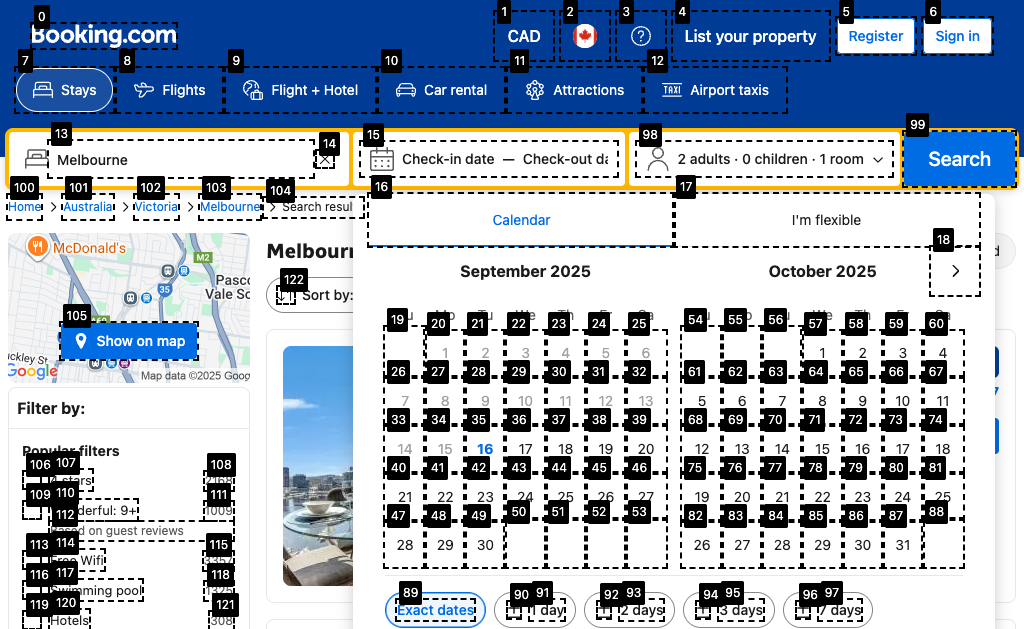 0 1 2 3 4 5 6
Booking.com CAD List your property Register Sign in
7 8 9 10 11 12
Stays Flights Flight + Hotel Car rental Attractions Airport taxis
13 14 15 98 99
Melbourne Check-in date — Check-out da 2 adults · 0 children · 1 room Search
100 101 102 103 104 16 17
Home Australia Victoria Melbourne Search resul
Calendar I'm flexible
18
McDonald's M2 Melbour
September 2025 October 2025
35 Pasco
Vale So
122
Sort by:
105
Show on map
ckley St
Google Map data ©2025 Goog
Filter by:
Popular filters
106 107 108
4 stars
109 110 111
derful: 9+ 1009
112
Based on guest reviews
113 114 115
Free Wifi
116 117 118
Swimming pool 1325
119 120 121
Hotels 308
19 20 21 22 23 24 25 54 55 56 57 58 59 60
1 2 3 4 5 6 1 2 3 4
26 27 28 29 30 31 32 61 62 63 64 65 66 67
7 8 9 10 11 12 13 5 6 7 8 9 10 11
33 34 35 36 37 38 39 68 69 70 71 72 73 74
14 15 16 17 18 19 20 12 13 14 15 16 17 18
40 41 42 43 44 45 46 75 76 77 78 79 80 81
21 22 23 24 25 26 27 19 20 21 22 23 24 25
47 48 49 50 51 52 53 82 83 84 85 86 87 88
28 29 30 26 27 28 29 30 31
89 90 91 92 93 94 95 96 97
Exact dates 1 day 2 days 3 days 7 days